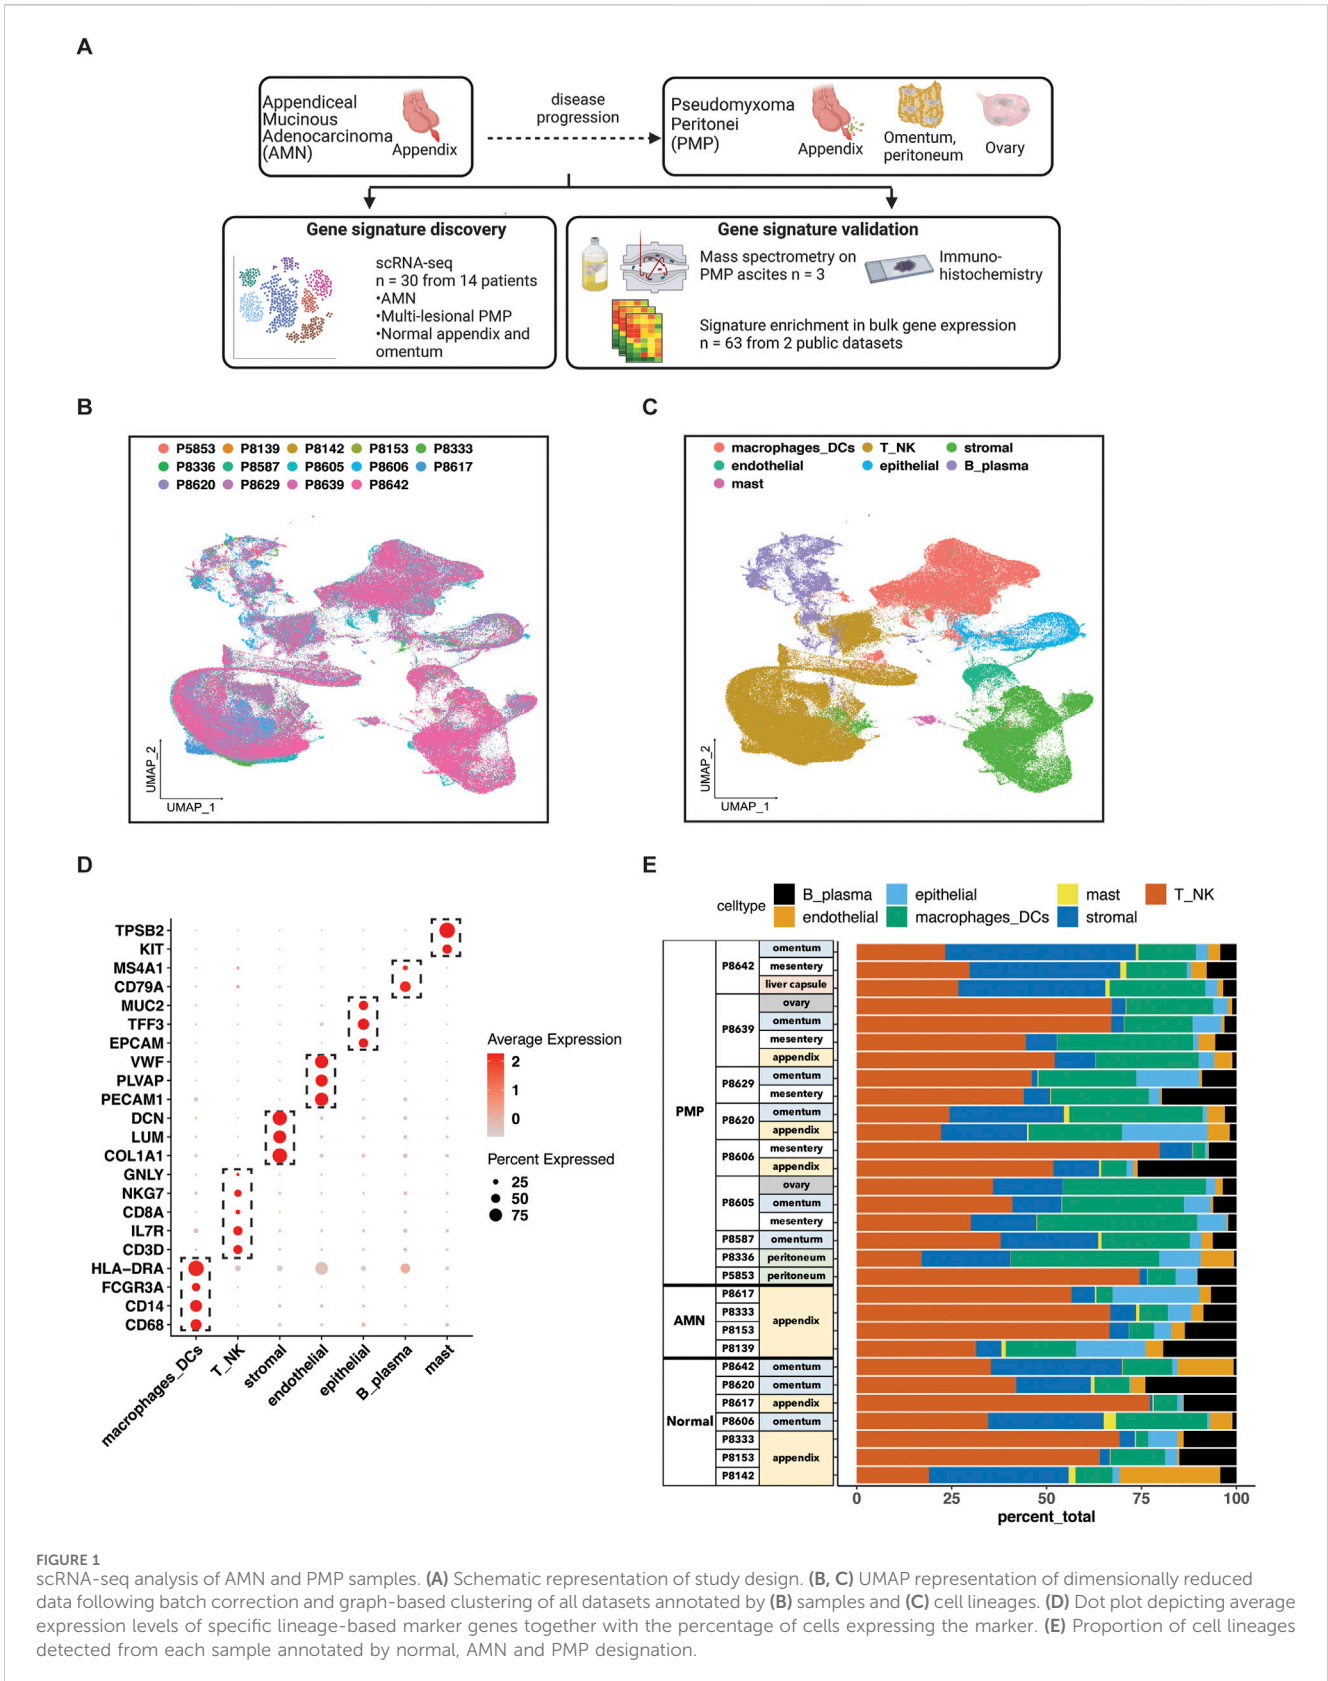 A
Appendiceal
Mucinous
Adenocarcinoma
(AMN)
Appendix
disease
progression
Pseudomyxoma
Peritonei
(PMP)
Appendix
Omentum,
peritoneum
Ovary
Gene signature discovery
scRNA-seq
n = 30 from 14 patients
•AMN
•Multi-lesional PMP
•Normal appendix and
omentum
Gene signature validation
Mass spectrometry on
PMP ascites n = 3
Immuno-
histochemistry
Signature enrichment in bulk gene expression
n = 63 from 2 public datasets
B
P5853 P8139 P8142 P8153 P8333
P8336 P8587 P8605 P8606 P8617
P8620 P8629 P8639 P8642
UMAP_2
UMAP_1
C
macrophages_DCs T_NK stromal
endothelial epithelial B_plasma
mast
UMAP_2
UMAP_1
D
TPSB2
KIT
MS4A1
CD79A
MUC2
TFF3
EPCAM
VWF
PLVAP
PECAM1
DCN
LUM
COL1A1
GNLY
NKG7
CD8A
IL7R
CD3D
HLA−DRA
FCGR3A
CD14
CD68
macrophages_DCs
T_NK
stromal
endothelial
epithelial
B_plasma
mast
Average Expression
2
1
0
Percent Expressed
25
50
75
E
celltype
B_plasma epithelial mast T_NK
endothelial macrophages_DCs stromal
PMP
P8642
omentum
mesentery
liver capsule
P8639
ovary
omentum
mesentery
appendix
P8629
omentum
mesentery
P8620
omentum
appendix
P8606
mesentery
appendix
P8605
ovary
omentum
mesentery
P8587 omenturm
P8336 peritoneum
P5853 peritoneum
AMN
P8617
P8333
P8153
P8139
appendix
Normal
P8642 omentum
P8620 omentum
P8617 appendix
P8606 omentum
P8333
P8153
P8142
appendix
0 25 50 75 100
percent_total
FIGURE 1
scRNA-seq analysis of AMN and PMP samples. (A) Schematic representation of study design. (B, C) UMAP representation of dimensionally reduced
data following batch correction and graph-based clustering of all datasets annotated by (B) samples and (C) cell lineages. (D) Dot plot depicting average
expression levels of specific lineage-based marker genes together with the percentage of cells expressing the marker. (E) Proportion of cell lineages
detected from each sample annotated by normal, AMN and PMP designation.